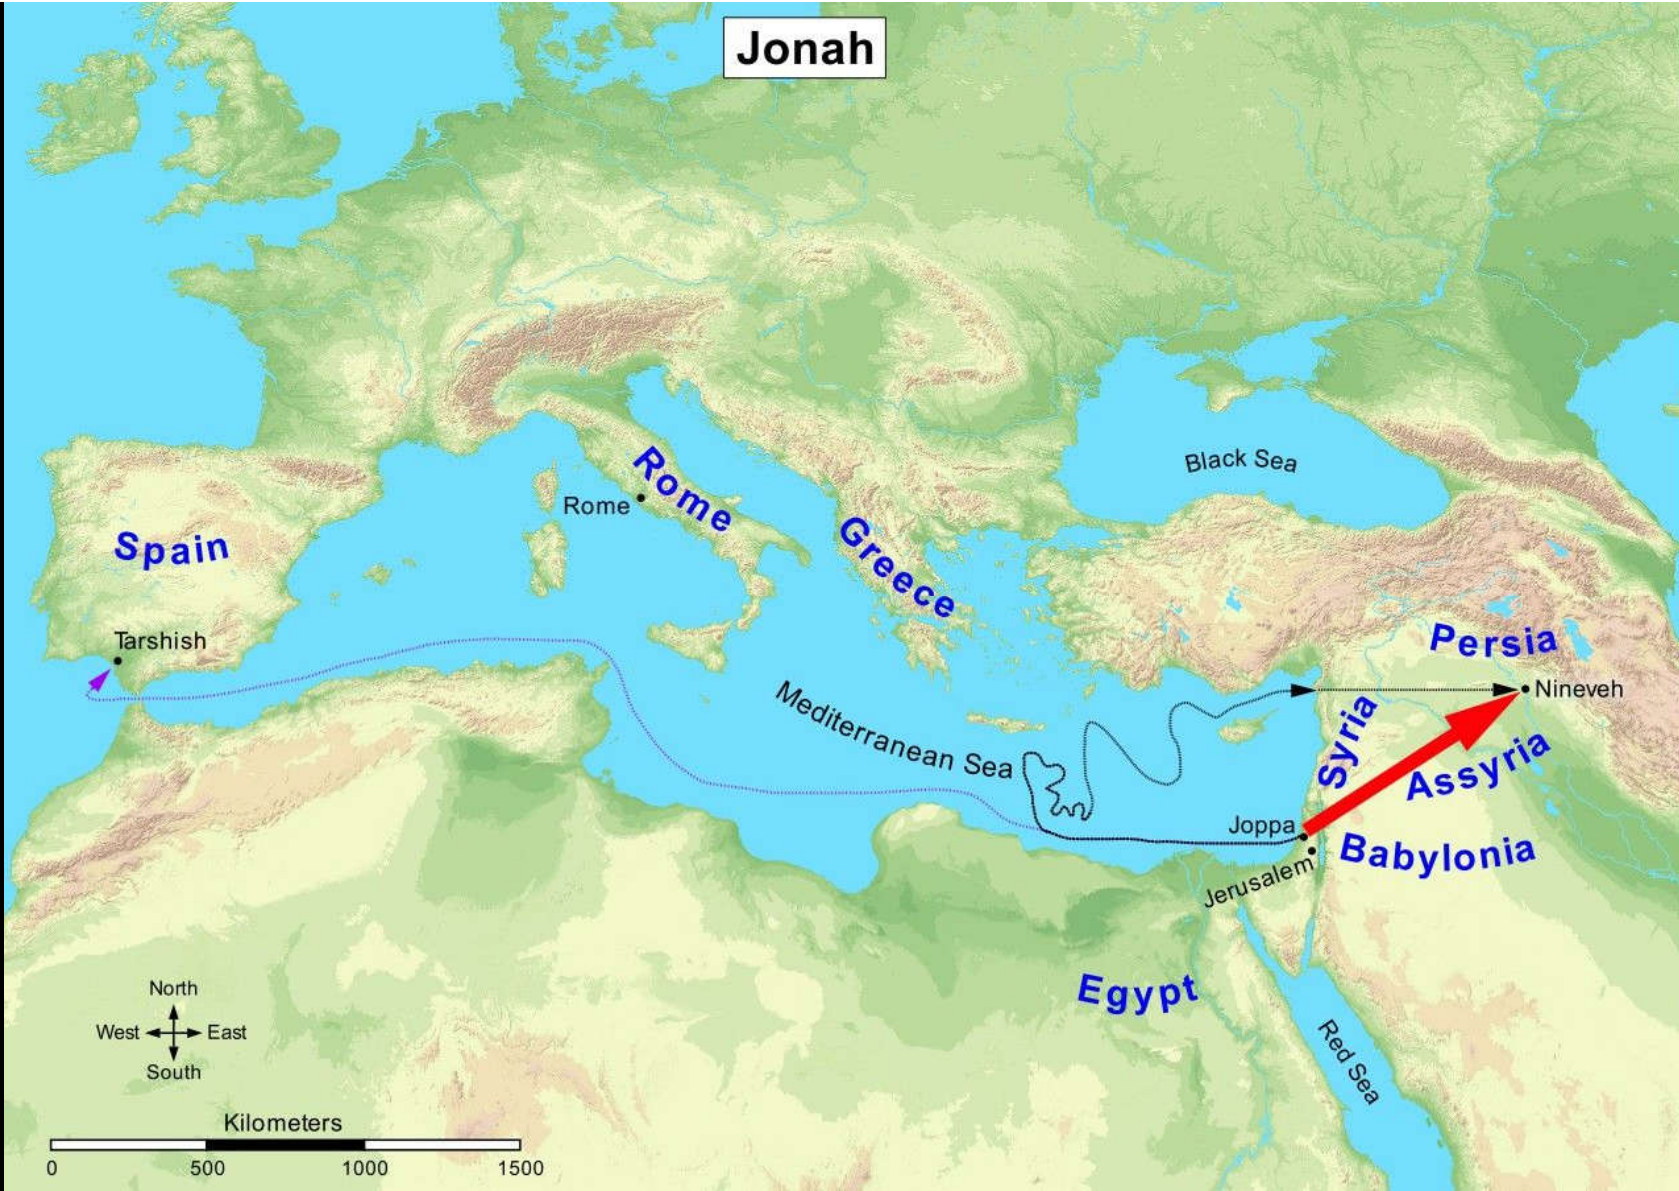 Jonah
Black Sea
Rome
Rome
Spain
Greece
Tarshish
Persia
Nineveh
Mediterranean Sea
Syria
Assyria
Joppa
Babylonia
Jerusalem
Egypt
North
West East
South
Red Sea
Kilometers
0 500 1000 1500